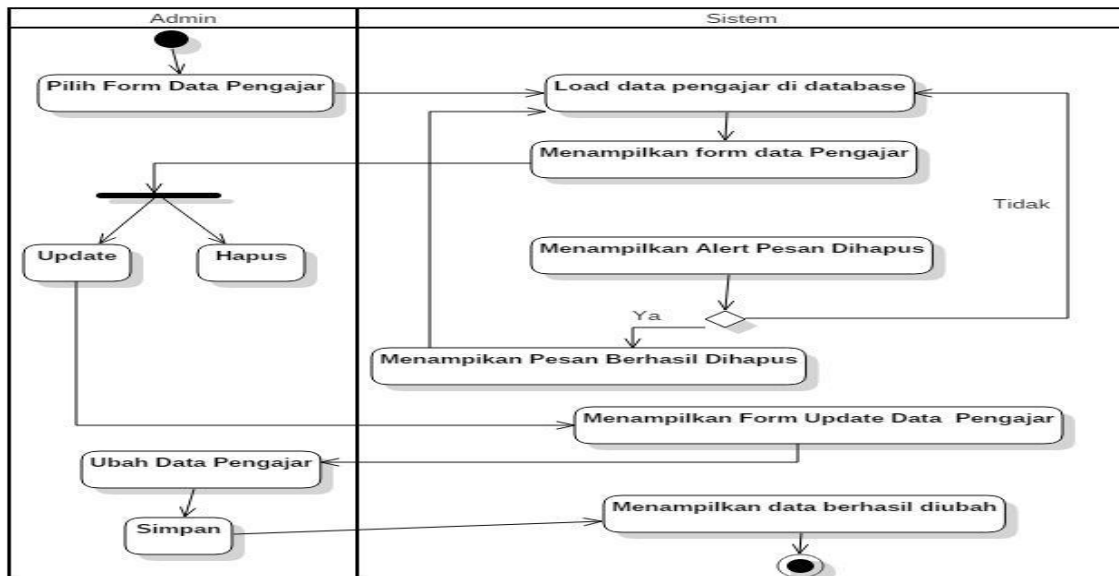 Admin
Sistem
Pilih Form Data Pengajar
Load data pengajar di database
Menampilkan form data Pengajar
Tidak
Update
Hapus
Menampilkan Alert Pesan Dihapus
Ya
Menampikan Pesan Berhasil Dihapus
Menampilkan Form Update Data Pengajar
Ubah Data Pengajar
Menampilkan data berhasil diubah
Simpan